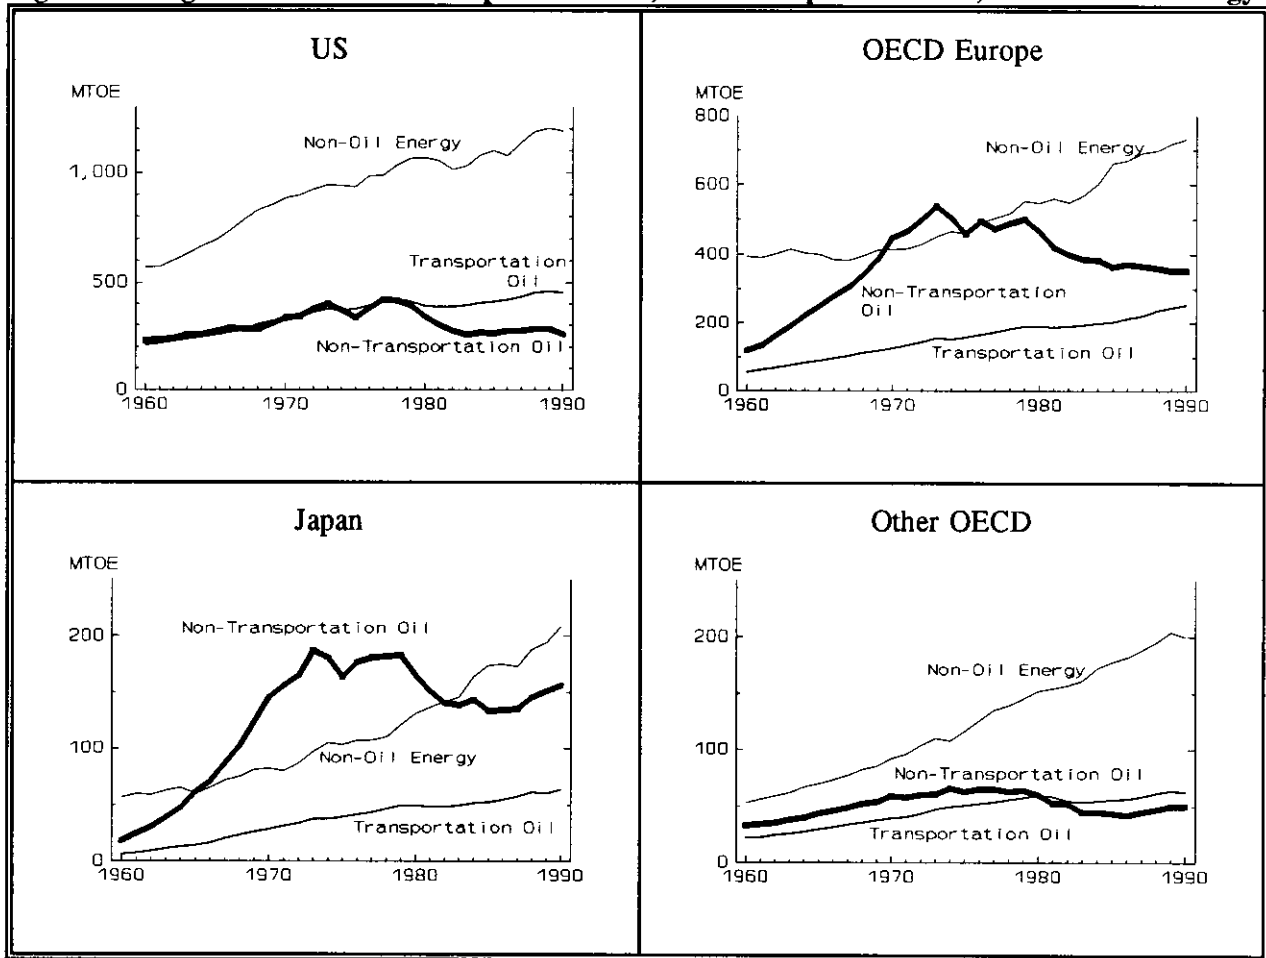 US
MTOE
Non-Oil Energy
1,000
Transportation
Oil
500
Non-Transportation Oil
0
1960 1970 1980 1990
OECD Europe
MTOE
800
Non-Oil Energy
600
400
Non-Transportation
Oil
200
Transportation Oil
0
1960 1970 1980 1990
Japan
MTOE
200
Non-Transportation Oil
100
Non-Oil Energy
Transportation Oil
0
1960 1970 1980 1990
Other OECD
MTOE
200
Non-Oil Energy
100
Non-Transportation Oil
Transportation Oil
0
1960 1970 1980 1990